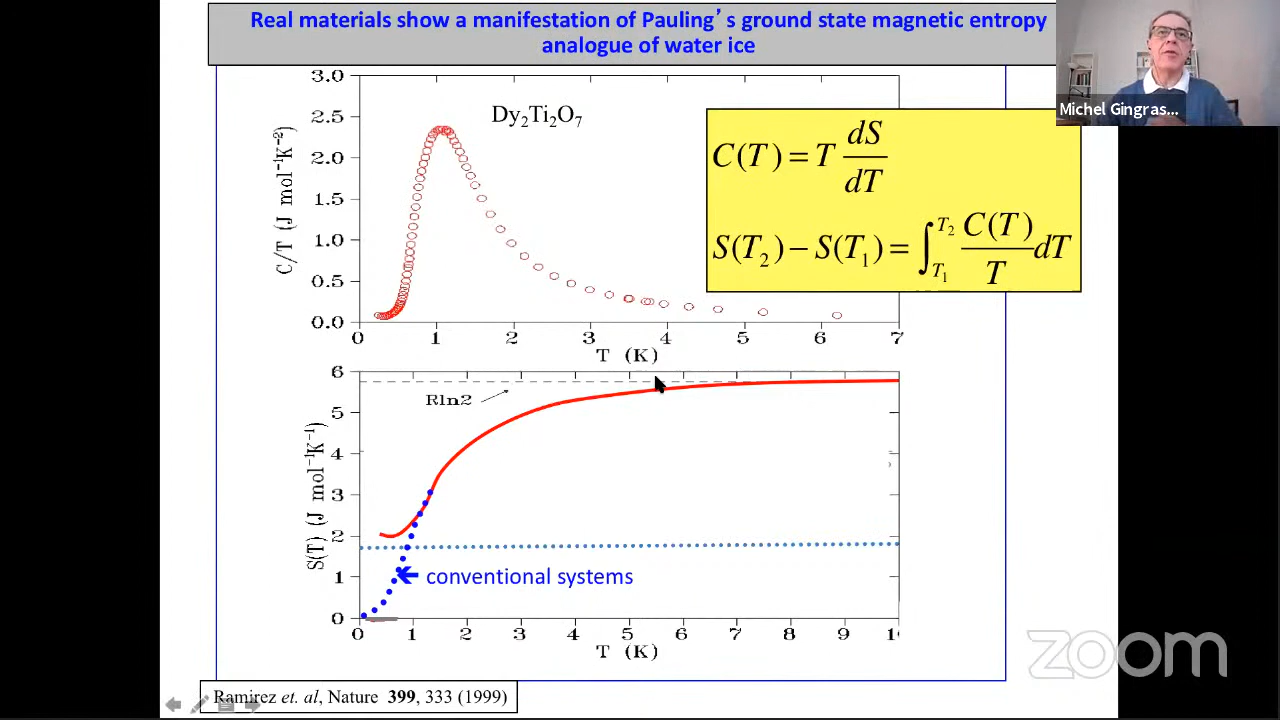 Real materials show a manifestation of Pauling's ground state magnetic entropy
analogue of water ice
Michel Gingras...
Dy₂Ti₂O₇
C/T (J mol⁻¹K⁻²)
3.0
2.5
2.0
1.5
1.0
0.5
0.0
0 1 2 3 4 5 6 7
T (K)
C(T) = T dS/dT
S(T₂) − S(T₁) = ∫_{T₁}^{T₂} C(T)/T dT
S(T) (J mol⁻¹K⁻¹)
6
5
4
3
2
1
0
Rln2
conventional systems
0 1 2 3 4 5 6 7 8 9 1
T (K)
zoom
Ramirez et. al, Nature 399, 333 (1999)